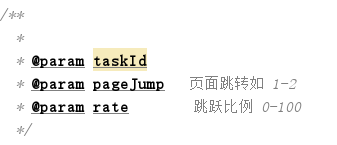 /**
*
* @param taskId
* @param pageJump 页面跳转如 1-2
* @param rate 跳跃比例 0-100
*/